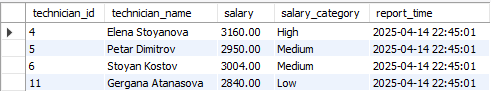 technician_id technician_name salary salary_category report_time
4 Elena Stoyanova 3160.00 High 2025-04-14 22:45:01
5 Petar Dimitrov 2950.00 Medium 2025-04-14 22:45:01
6 Stoyan Kostov 3004.00 Medium 2025-04-14 22:45:01
11 Gergana Atanasova 2840.00 Low 2025-04-14 22:45:01